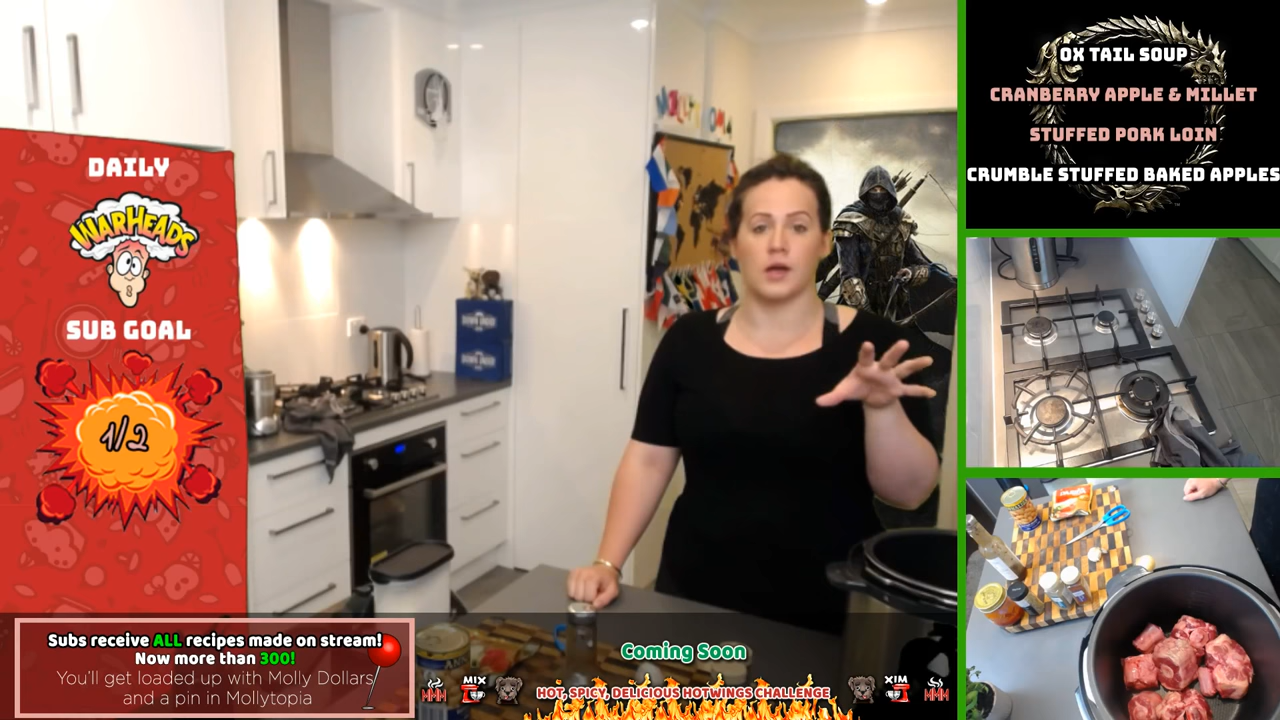 DAILY
WARHEADS
SUB GOAL
1/2
Subs receive ALL recipes made on stream!
Now more than 300!
You'll get loaded up with Molly Dollars
and a pin in Mollytopia
Coming Soon
MIX
HOT, SPICY, DELICIOUS HOTWINGS CHALLENGE
XIM
OX TAIL SOUP
CRANBERRY APPLE & MILLET
STUFFED PORK LOIN
CRUMBLE STUFFED BAKED APPLES